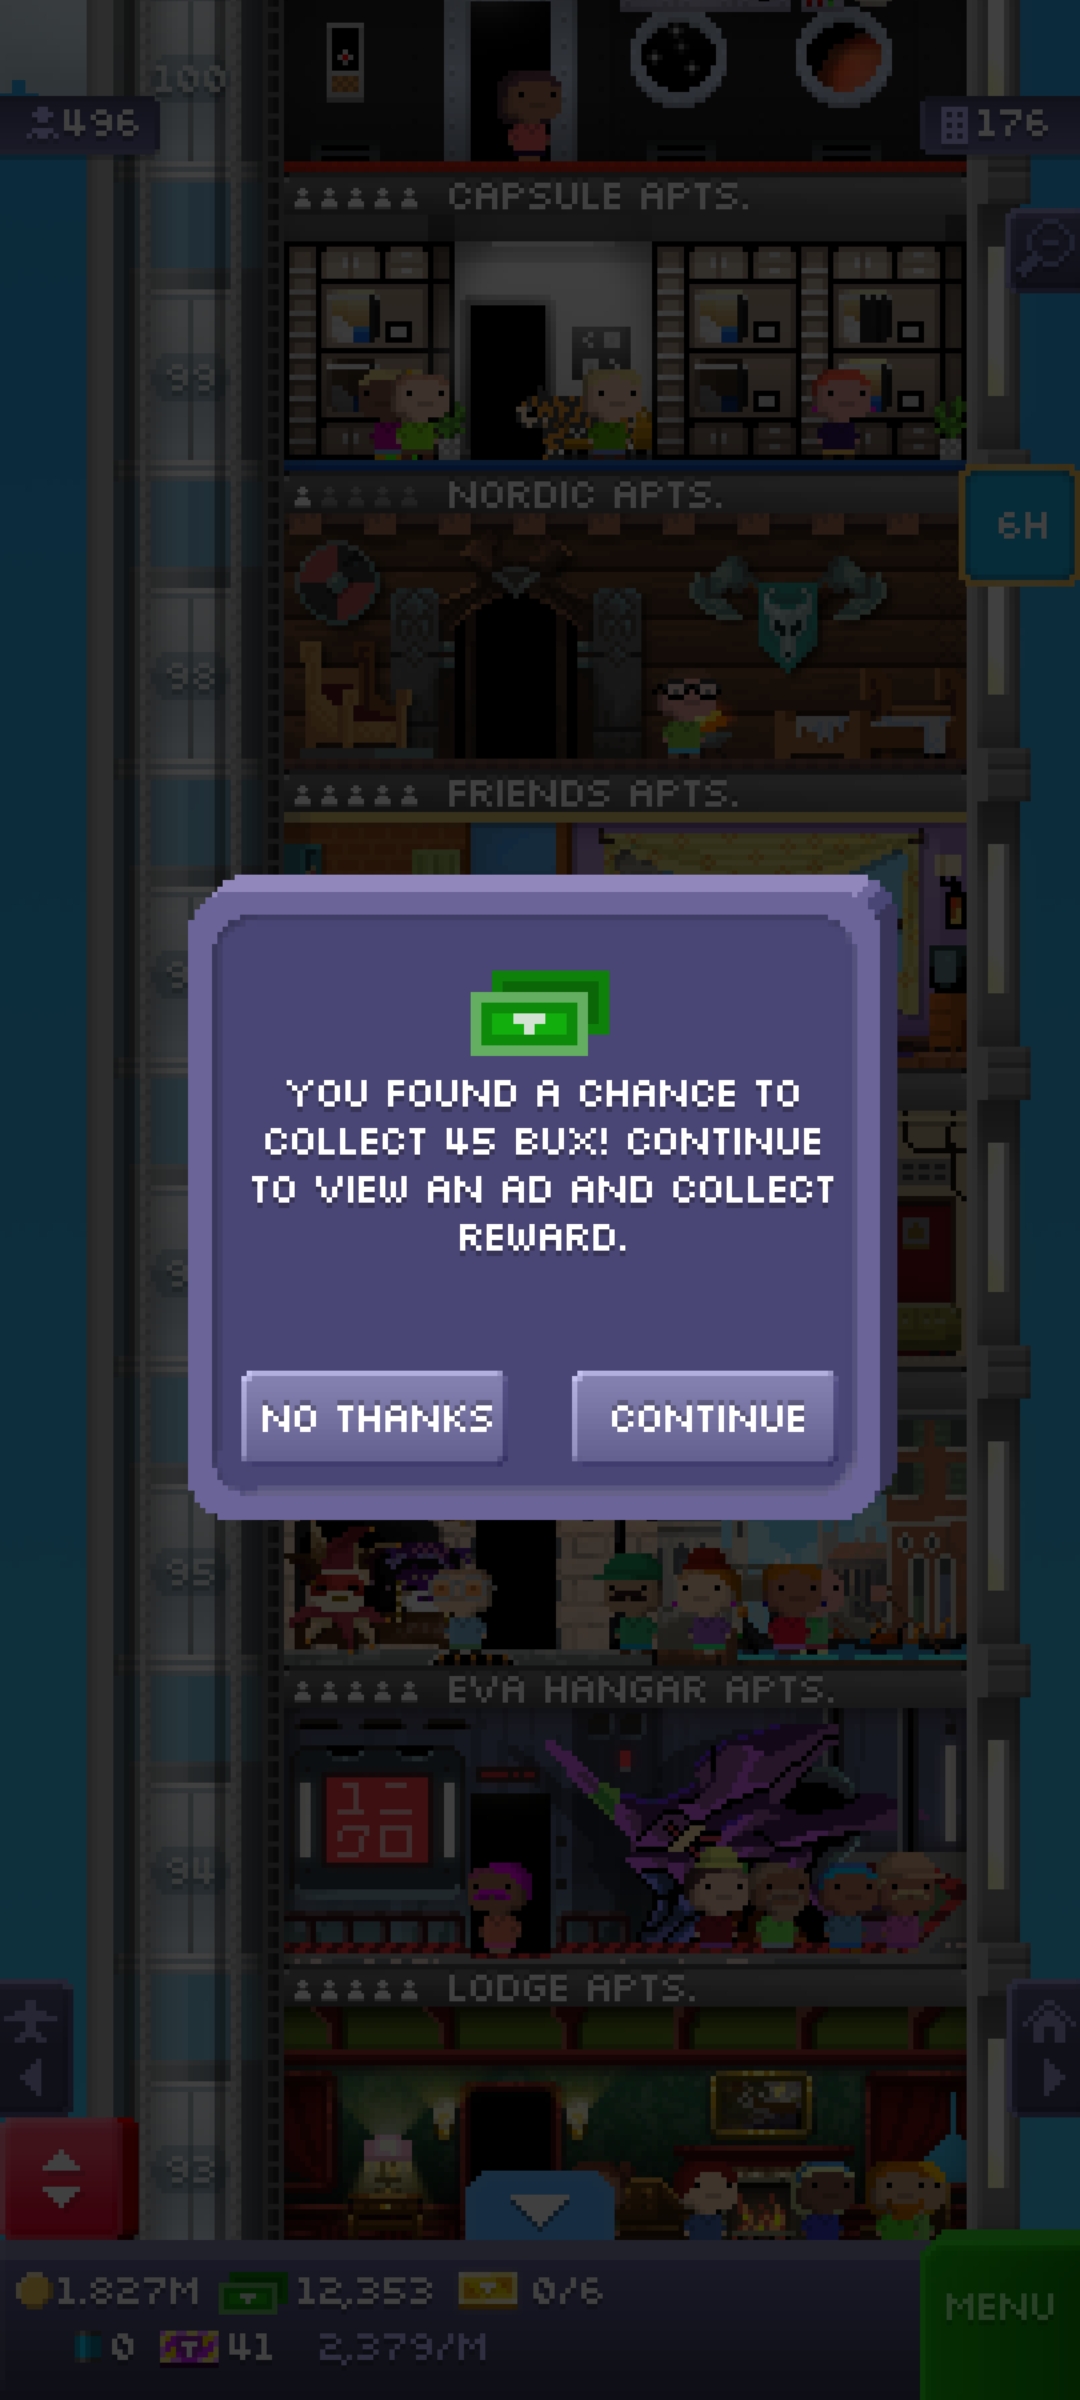 100
496
176
CAPSULE APTS.
99
NORDIC APTS.
6H
98
FRIENDS APTS.
YOU FOUND A CHANCE TO
COLLECT 45 BUX! CONTINUE
TO VIEW AN AD AND COLLECT
REWARD.
NO THANKS
CONTINUE
95
EVA HANGAR APTS.
94
LODGE APTS.
93
1.827M
12,353
0/6
MENU
0
41
2,379/M